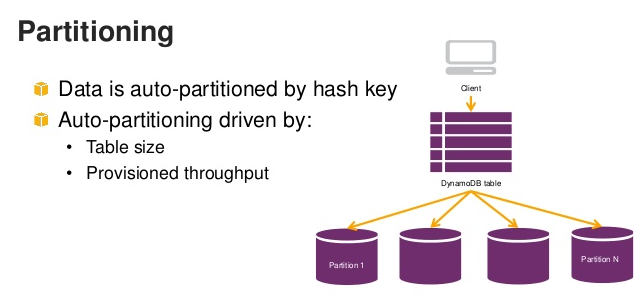 Partitioning
Data is auto-partitioned by hash key
Auto-partitioning driven by:
• Table size
• Provisioned throughput
Client
DynamoDB table
Partition 1
Partition N